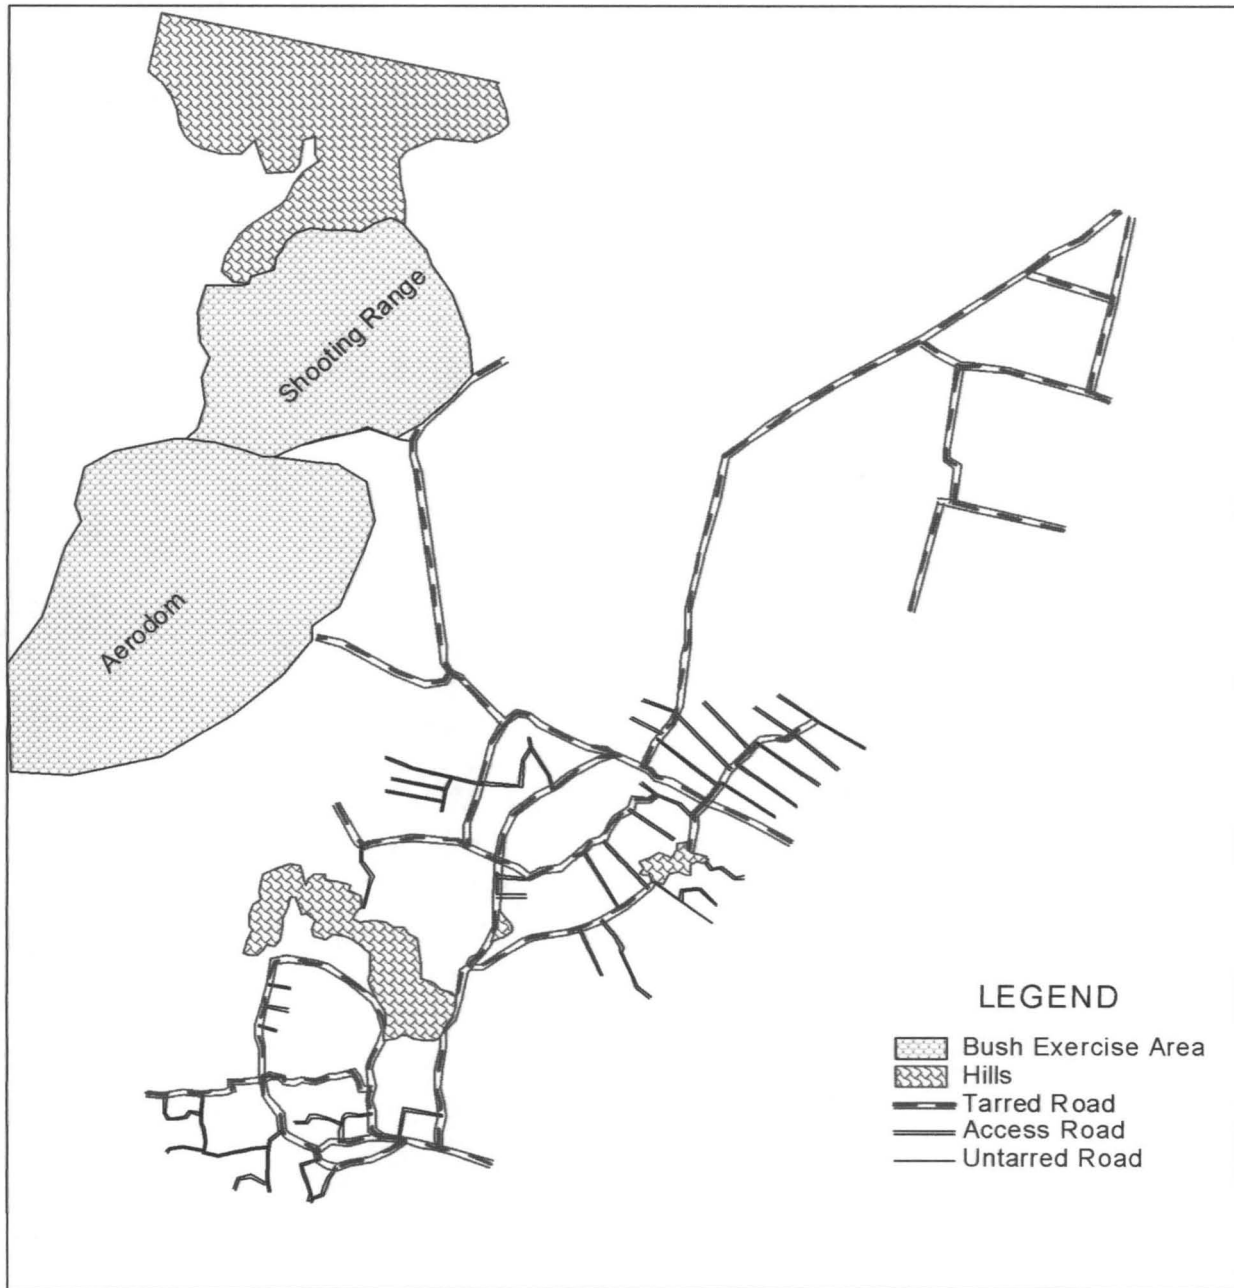 Shooting Range
Aerodom
LEGEND
Bush Exercise Area
Hills
Tarred Road
Access Road
Untarred Road